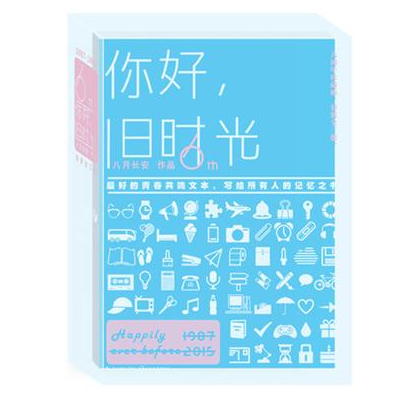 你好，
旧时光
6th
八月长安 作品
最好的青春共鸣文本，写给所有人的记忆之书
Happily 1987
ever before 2015